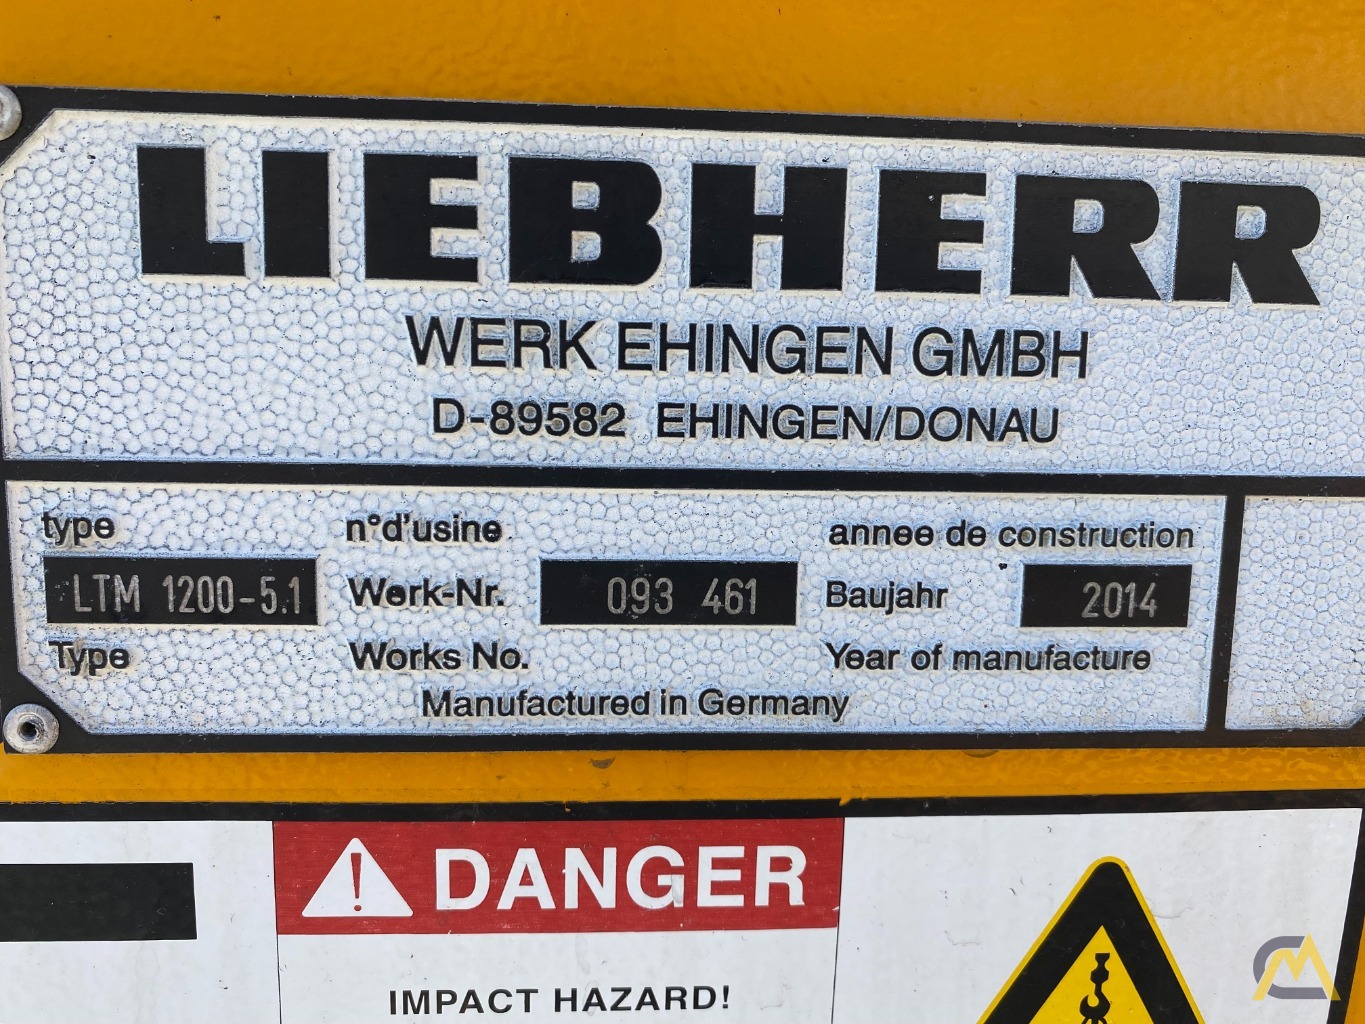 LIEBHERR
WERK EHINGEN GMBH
D-89582 EHINGEN/DONAU
type n°d'usine annee de construction
LTM 1200-5.1 Werk-Nr. 093 461 Baujahr 2014
Type Works No. Year of manufacture
Manufactured in Germany
DANGER
IMPACT HAZARD!